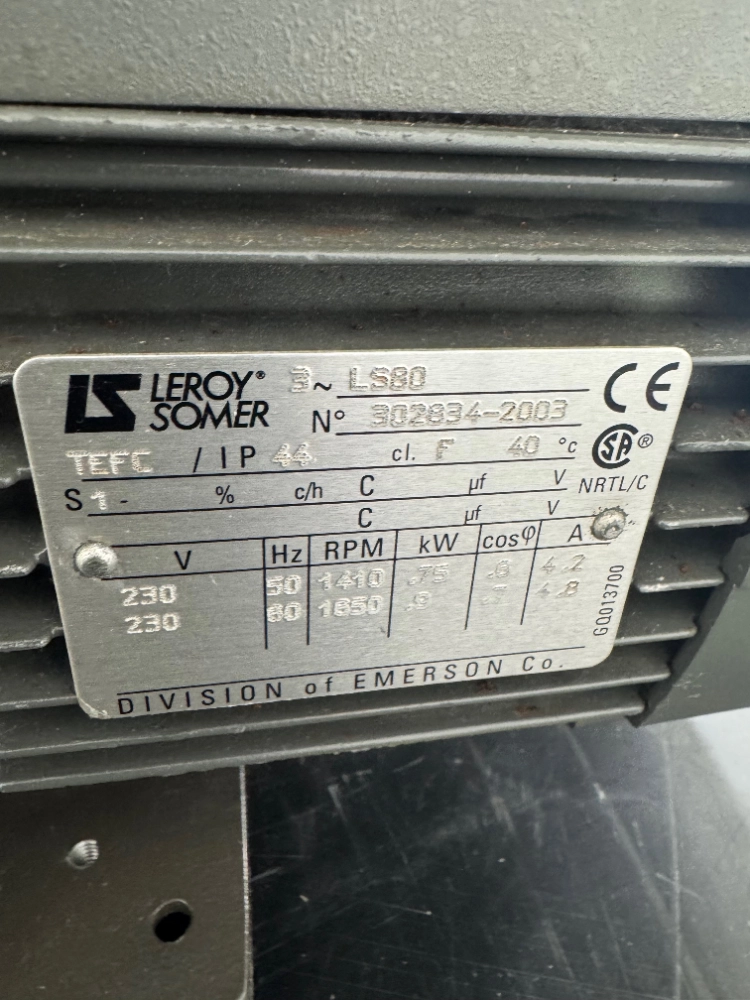 LS LEROY®
SOMER
3~ LS80
N° 302834-2003
CE
TEFC / IP 44 cl. F 40 °c
SA ®
NRTL/C
S 1 - % c/h C µf V
C µf V
V Hz RPM kW cosφ A
230 50 1410 .75 .6 4.2
230 60 1650 .9 4.8
GQ013700
DIVISION of EMERSON Co.